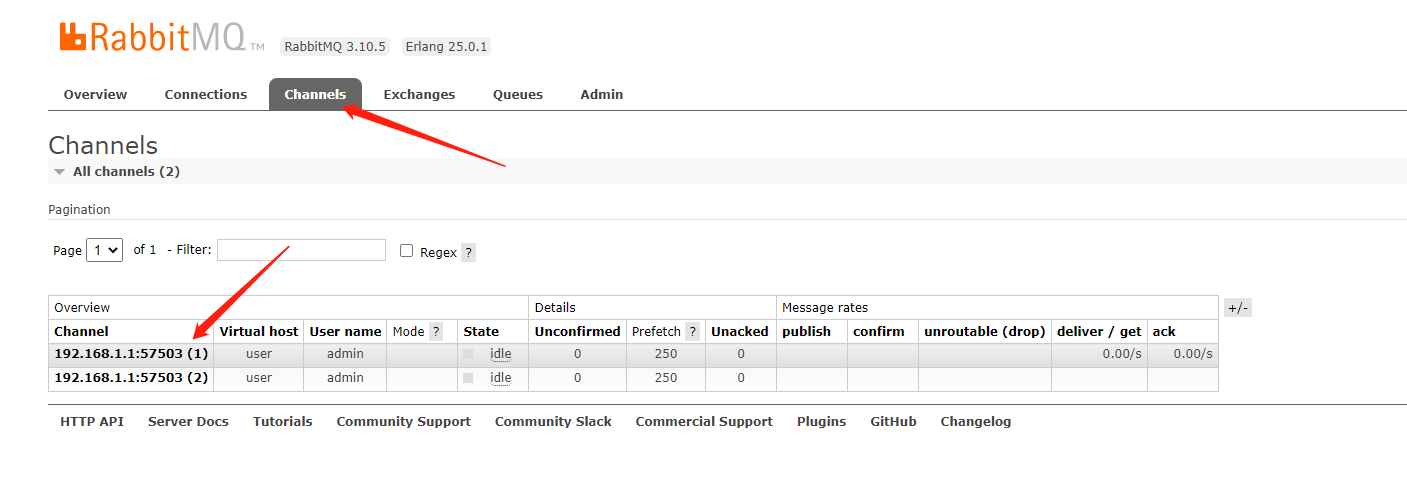 RabbitMQ TM RabbitMQ 3.10.5 Erlang 25.0.1
Overview Connections Channels Exchanges Queues Admin
Channels
All channels (2)
Pagination
Page 1 of 1 - Filter: Regex ?
Overview Details Message rates +/-
Channel Virtual host User name Mode ? State Unconfirmed Prefetch ? Unacked publish confirm unroutable (drop) deliver / get ack
192.168.1.1:57503 (1) user admin idle 0 250 0 0.00/s 0.00/s
192.168.1.1:57503 (2) user admin idle 0 250 0
HTTP API Server Docs Tutorials Community Support Community Slack Commercial Support Plugins GitHub Changelog